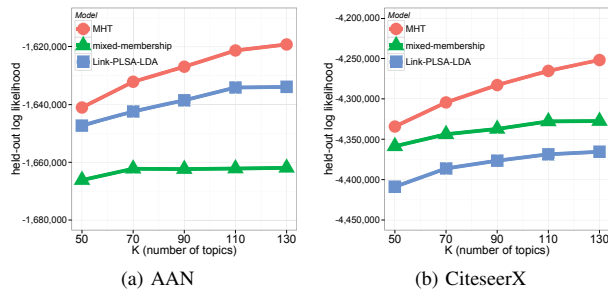 Model
MHT
mixed-membership
Link-PLSA-LDA
held-out log likelihood
-1,620,000
-1,640,000
-1,660,000
-1,680,000
50 70 90 110 130
K (number of topics)
(a) AAN
Model
MHT
mixed-membership
Link-PLSA-LDA
held-out log likelihood
-4,200,000
-4,250,000
-4,300,000
-4,350,000
-4,400,000
-4,450,000
50 70 90 110 130
K (number of topics)
(b) CiteseerX